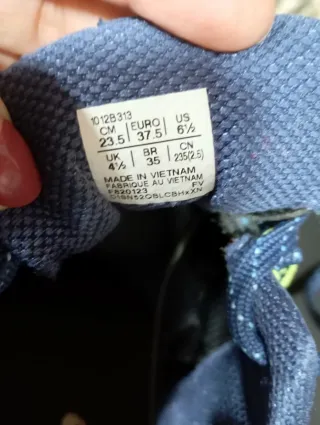 1012B313
CM EURO US
23.5 37.5 6½
UK BR CN
4½ 35 235(2.5)
MADE IN VIETNAM
FABRIQUE AU VIETNAM
F820123 FV